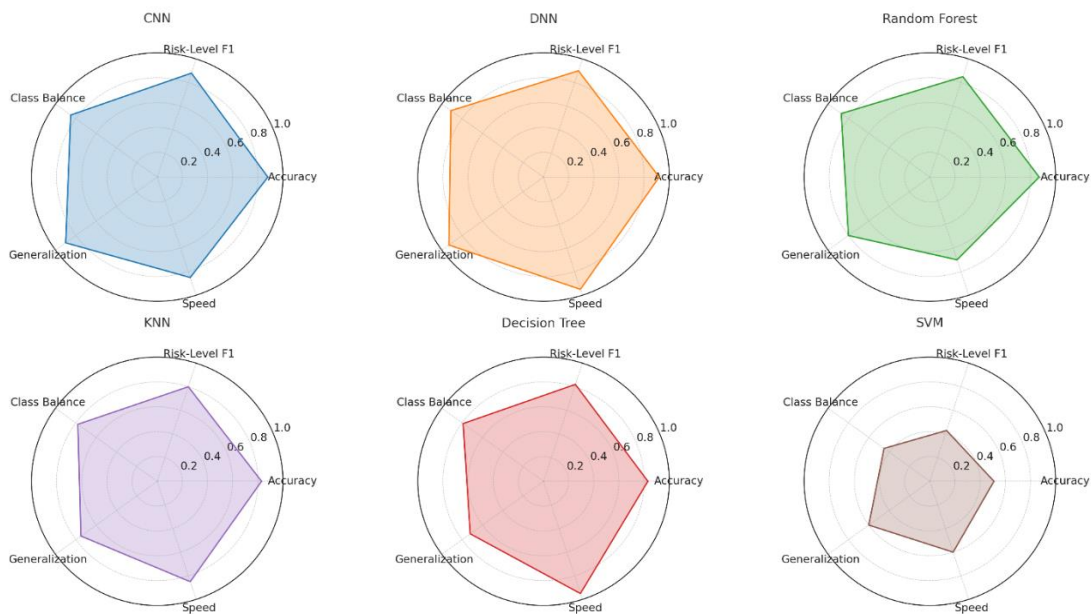 CNN
Risk-Level F1
Class Balance
1.0
0.8
0.6
0.4
0.2
Accuracy
Generalization
Speed
DNN
Risk-Level F1
Class Balance
1.0
0.8
0.6
0.4
0.2
Accuracy
Generalization
Speed
Random Forest
Risk-Level F1
Class Balance
1.0
0.8
0.6
0.4
0.2
Accuracy
Generalization
Speed
KNN
Risk-Level F1
Class Balance
1.0
0.8
0.6
0.4
0.2
Accuracy
Generalization
Speed
Decision Tree
Risk-Level F1
Class Balance
1.0
0.8
0.6
0.4
0.2
Accuracy
Generalization
Speed
SVM
Risk-Level F1
Class Balance
1.0
0.8
0.6
0.4
0.2
Accuracy
Generalization
Speed